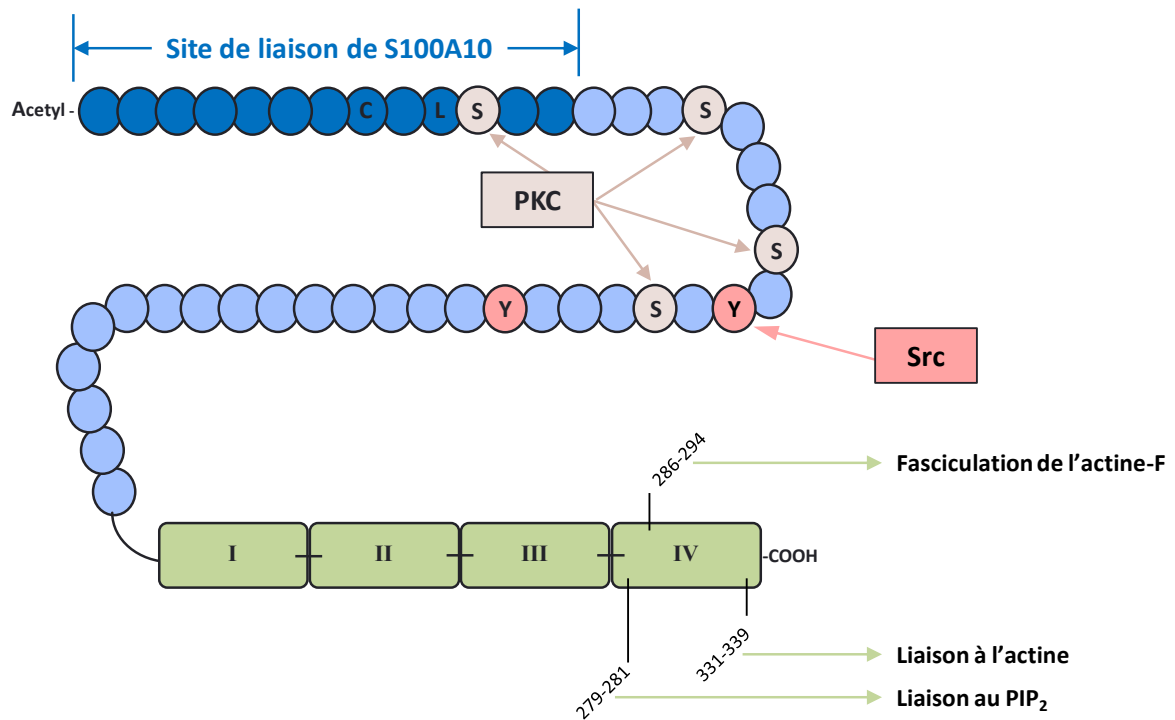 Site de liaison de S100A10
Acetyl - C L S S
PKC
S
Y S Y
Src
286-294 Fasciculation de l’actine-F
I II III IV -COOH
331-339 Liaison à l’actine
279-281 Liaison au PIP₂